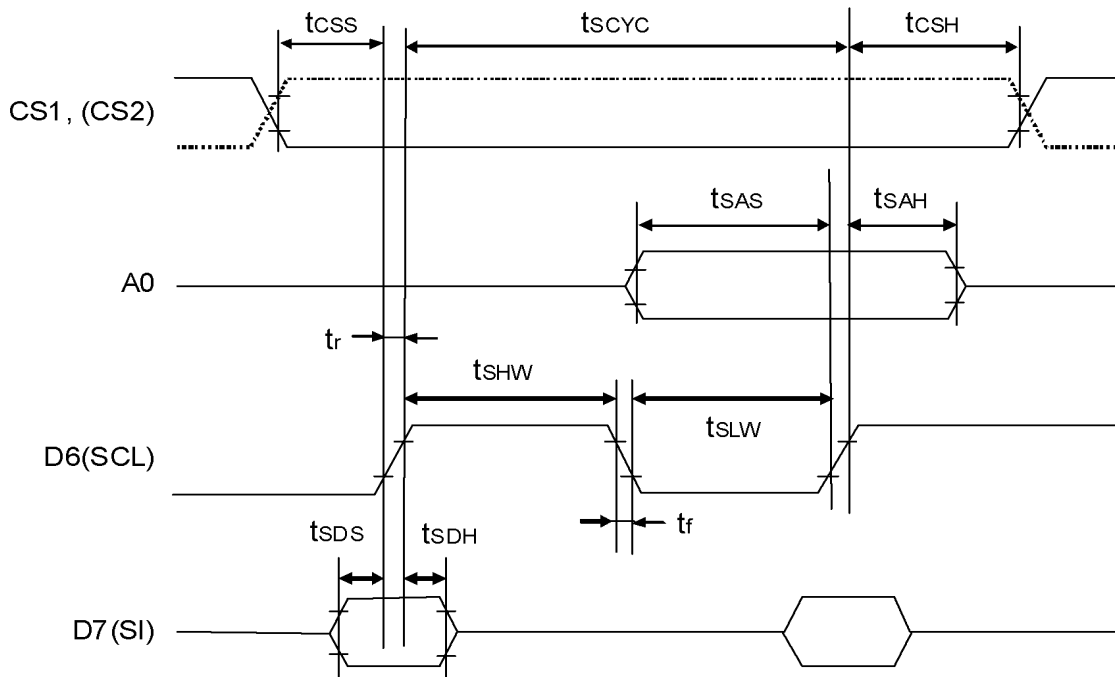 tCSS tSCYC tCSH
CS1, (CS2)
tSAS tSAH
A0
tr
tSHW
tSLW
D6(SCL)
tSDS tSDH tf
D7(SI)